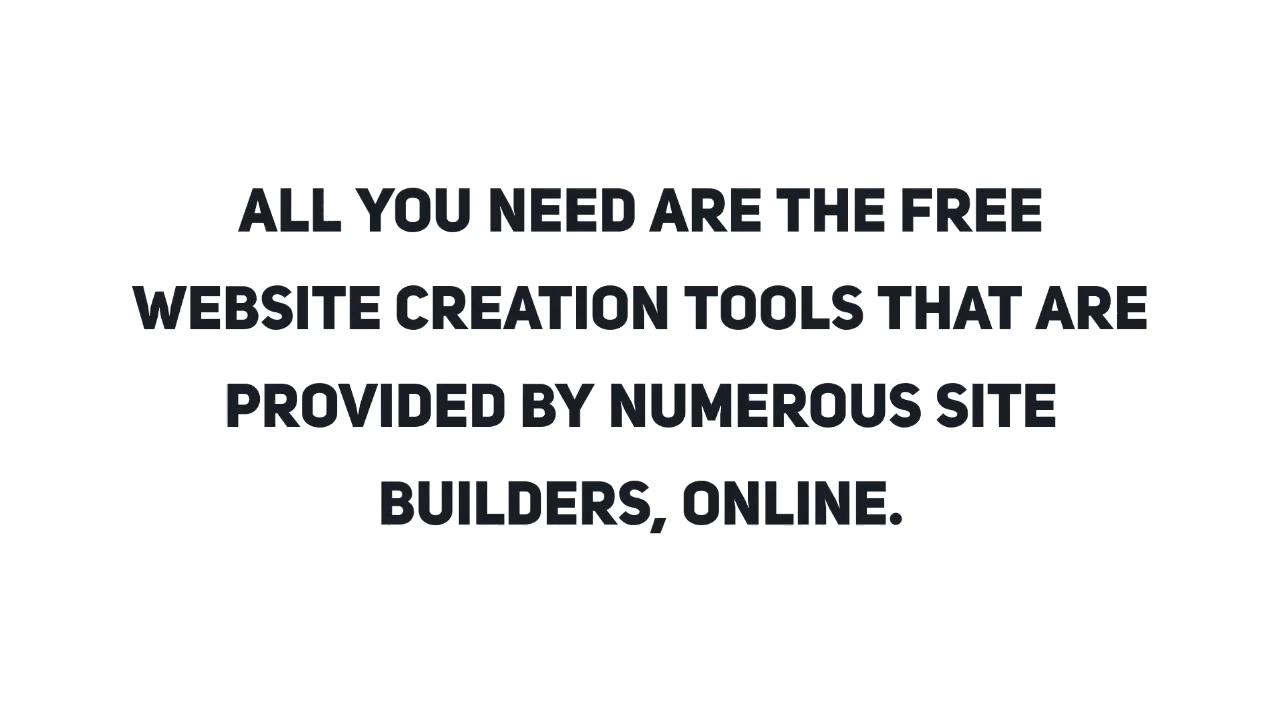 ALL YOU NEED ARE THE FREE
WEBSITE CREATION TOOLS THAT ARE
PROVIDED BY NUMEROUS SITE
BUILDERS, ONLINE.